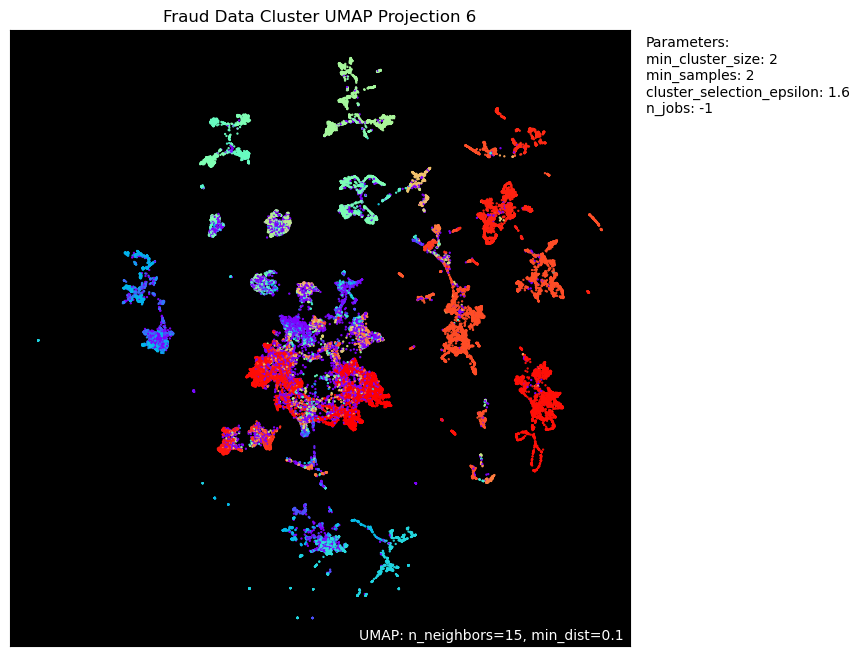 Fraud Data Cluster UMAP Projection 6
Parameters:
min_cluster_size: 2
min_samples: 2
cluster_selection_epsilon: 1.6
n_jobs: -1
UMAP: n_neighbors=15, min_dist=0.1